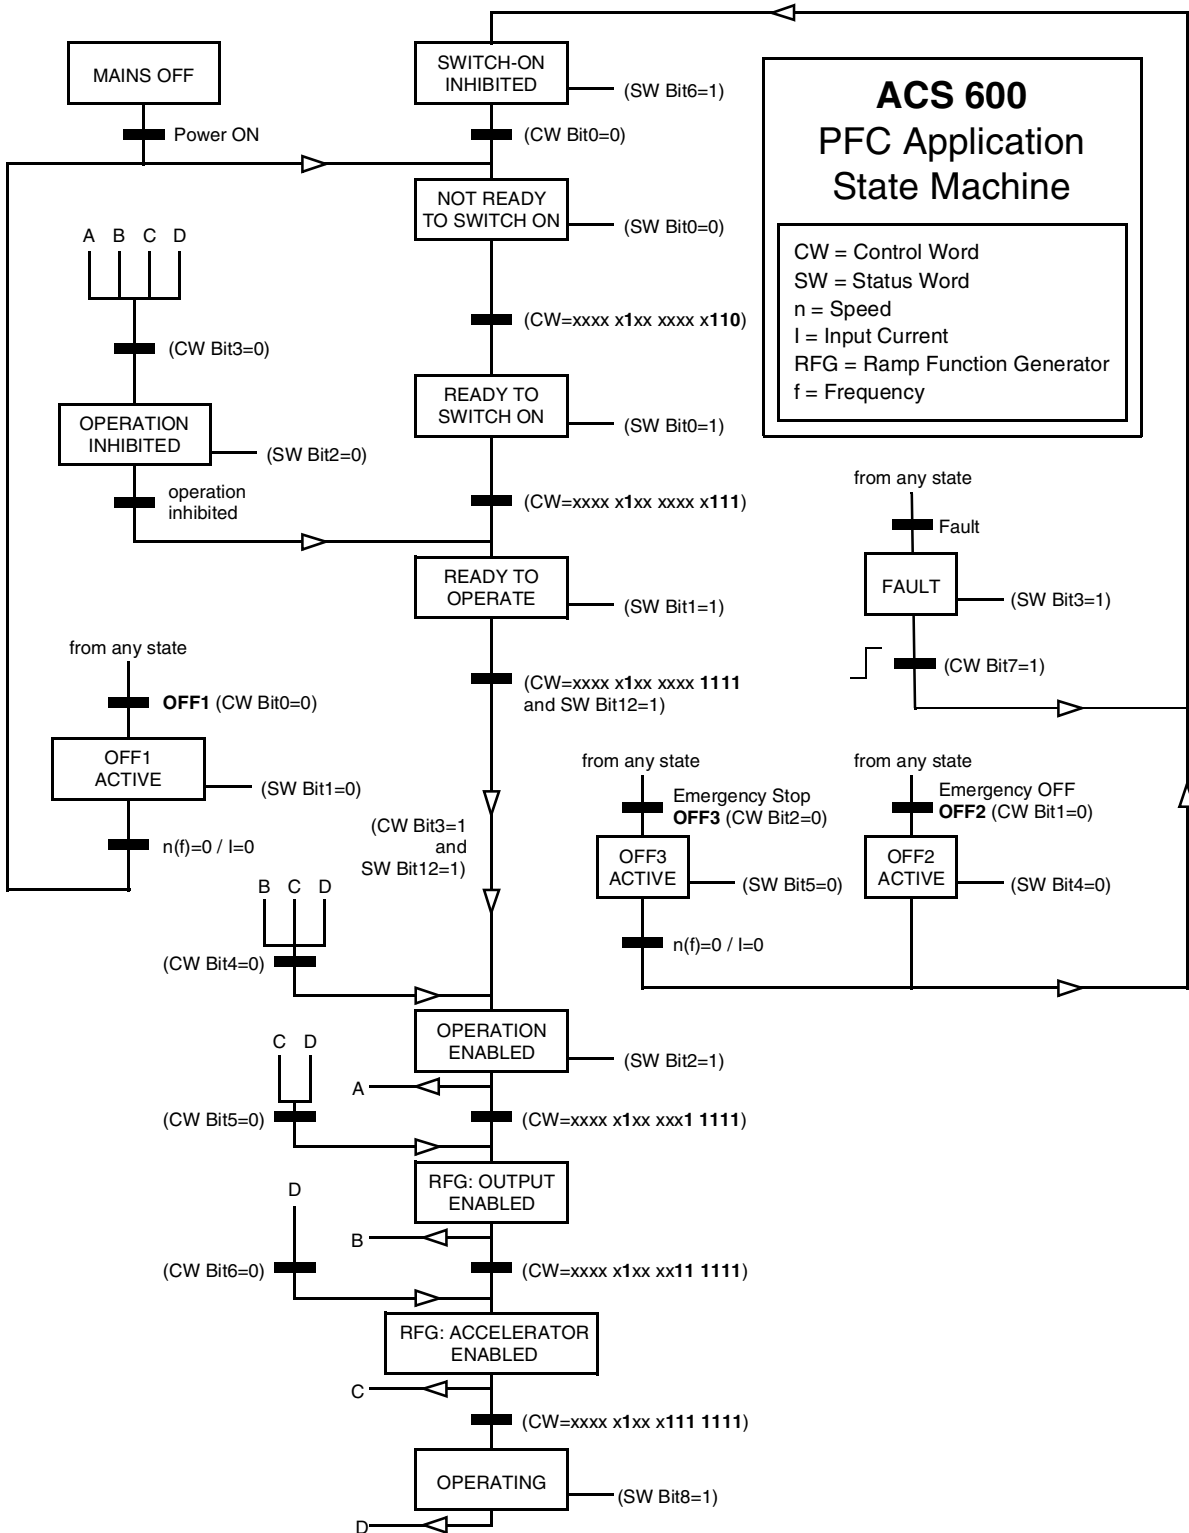 MAINS OFF
Power ON
SWITCH-ON
INHIBITED
(SW Bit6=1)
(CW Bit0=0)
ACS 600
PFC Application
State Machine
CW = Control Word
SW = Status Word
n = Speed
I = Input Current
RFG = Ramp Function Generator
f = Frequency
NOT READY
TO SWITCH ON
(SW Bit0=0)
A B C D
(CW Bit3=0)
OPERATION
INHIBITED
(SW Bit2=0)
operation
inhibited
(CW=xxxx x1xx xxxx x110)
READY TO
SWITCH ON
(SW Bit0=1)
(CW=xxxx x1xx xxxx x111)
READY TO
OPERATE
(SW Bit1=1)
(CW=xxxx x1xx xxxx 1111
and SW Bit12=1)
from any state
Fault
FAULT
(SW Bit3=1)
(CW Bit7=1)
from any state
OFF1 (CW Bit0=0)
OFF1
ACTIVE
(SW Bit1=0)
n(f)=0 / I=0
(CW Bit3=1
and
SW Bit12=1)
from any state
Emergency Stop
OFF3 (CW Bit2=0)
OFF3
ACTIVE
(SW Bit5=0)
n(f)=0 / I=0
from any state
Emergency OFF
OFF2 (CW Bit1=0)
OFF2
ACTIVE
(SW Bit4=0)
B C D
(CW Bit4=0)
OPERATION
ENABLED
(SW Bit2=1)
A
C D
(CW Bit5=0)
(CW=xxxx x1xx xxx1 1111)
RFG: OUTPUT
ENABLED
B
D
(CW Bit6=0)
(CW=xxxx x1xx xx11 1111)
RFG: ACCELERATOR
ENABLED
C
(CW=xxxx x1xx x111 1111)
OPERATING
(SW Bit8=1)
D